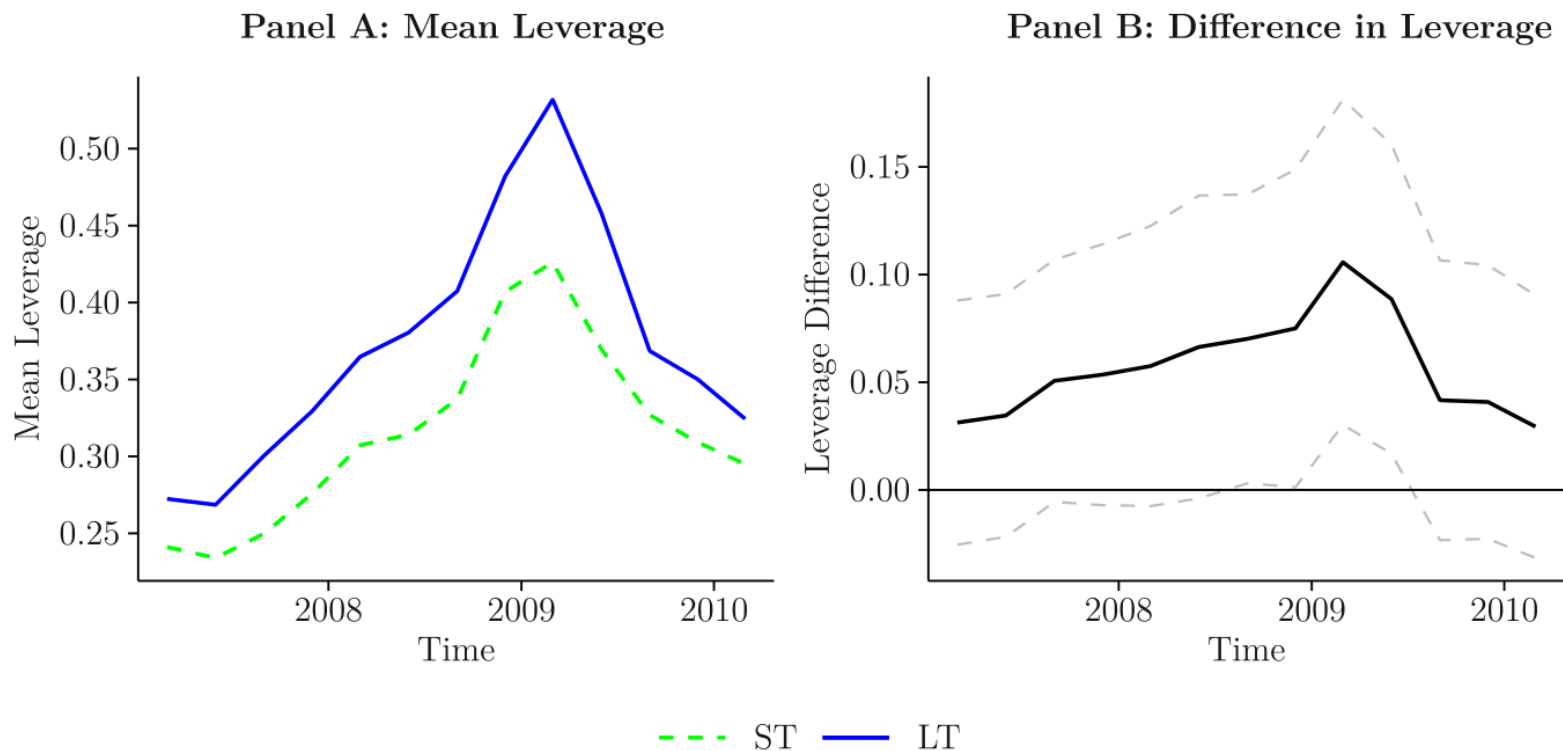 Panel A: Mean Leverage
Mean Leverage
0.50
0.45
0.40
0.35
0.30
0.25
2008 2009 2010
Time
Panel B: Difference in Leverage
Leverage Difference
0.15
0.10
0.05
0.00
2008 2009 2010
Time
ST LT